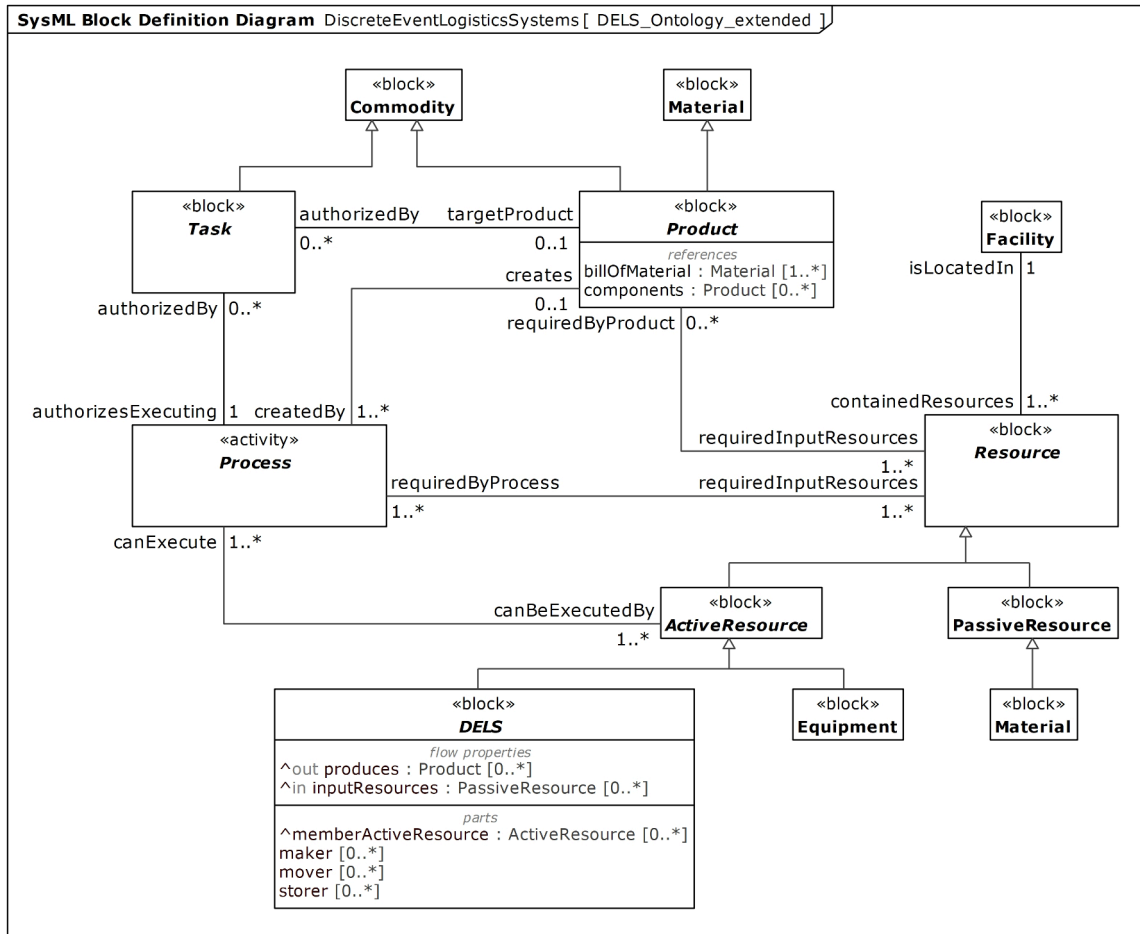 SysML Block Definition Diagram DiscreteEventLogisticsSystems [ DELS_Ontology_extended ]
«block»
Commodity
«block»
Material
«block»
Task
authorizedBy
0..*
targetProduct
0..1
«block»
Product
references
billOfMaterial : Material [1..*]
components : Product [0..*]
«block»
Facility
isLocatedIn 1
creates
0..1
authorizedBy 0..*
requiredByProduct 0..*
authorizesExecuting 1
createdBy 1..*
containedResources 1..*
«activity»
Process
requiredInputResources
1..*
«block»
Resource
requiredByProcess
1..*
requiredInputResources
1..*
canExecute 1..*
canBeExecutedBy
1..*
«block»
ActiveResource
«block»
PassiveResource
«block»
DELS
flow properties
^out produces : Product [0..*]
^in inputResources : PassiveResource [0..*]
parts
^memberActiveResource : ActiveResource [0..*]
maker [0..*]
mover [0..*]
storer [0..*]
«block»
Equipment
«block»
Material